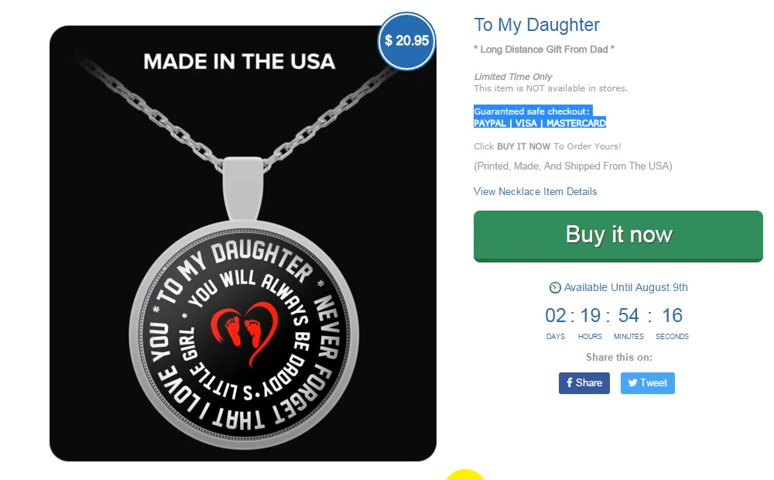 MADE IN THE USA
$ 20.95
* TO MY DAUGHTER * NEVER FORGET THAT I LOVE YOU
* YOU WILL ALWAYS BE DADDY'S LITTLE GIRL
To My Daughter
* Long Distance Gift From Dad *
Limited Time Only
This item is NOT available in stores.
Guaranteed safe checkout:
PAYPAL | VISA | MASTERCARD
Click BUY IT NOW To Order Yours!
(Printed, Made, And Shipped From The USA)
View Necklace Item Details
Buy it now
Available Until August 9th
02 : 19 : 54 : 16
DAYS HOURS MINUTES SECONDS
Share this on:
Share Tweet